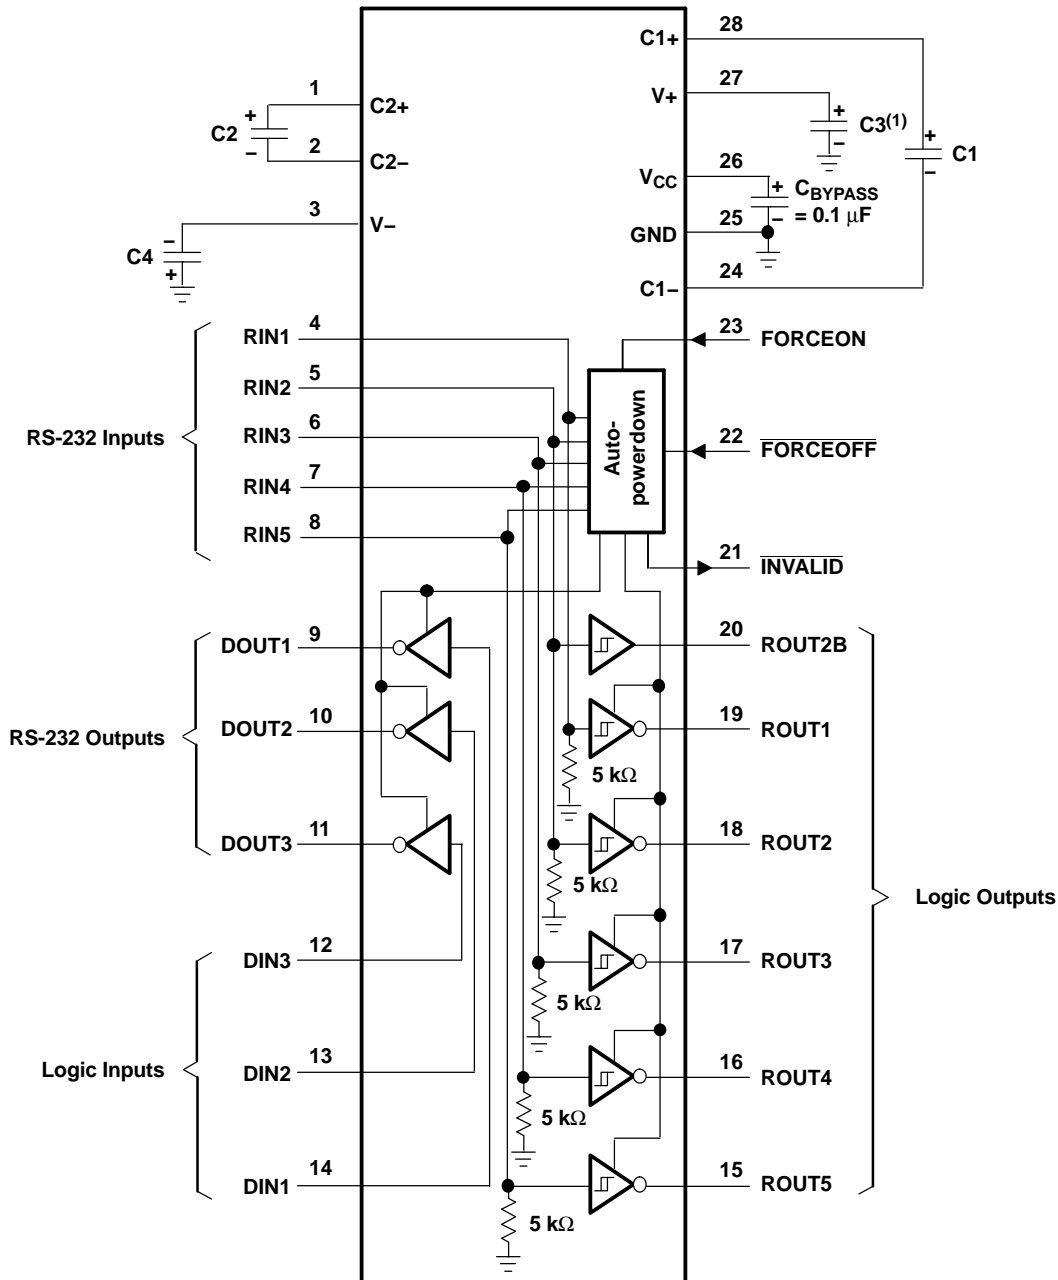 28
C1+
27
1
V+
+
C2+
+
C3(1)
C2
+
–
2
–
C1
26
–
C2–
VCC
+
CBYPASS
= 0.1 µF
3
25
–
V–
GND
–
C4
24
+
C1–
4
23
RIN1
FORCEON
5
RIN2
6
RS-232 Inputs
RIN3
Auto-
powerdown
22
FORCEOFF
7
RIN4
8
RIN5
21
INVALID
9
20
DOUT1
ROUT2B
10
19
RS-232 Outputs
DOUT2
ROUT1
5 kΩ
11
18
DOUT3
ROUT2
5 kΩ
Logic Outputs
12
17
DIN3
ROUT3
5 kΩ
13
16
Logic Inputs
DIN2
ROUT4
5 kΩ
14
15
DIN1
ROUT5
5 kΩ